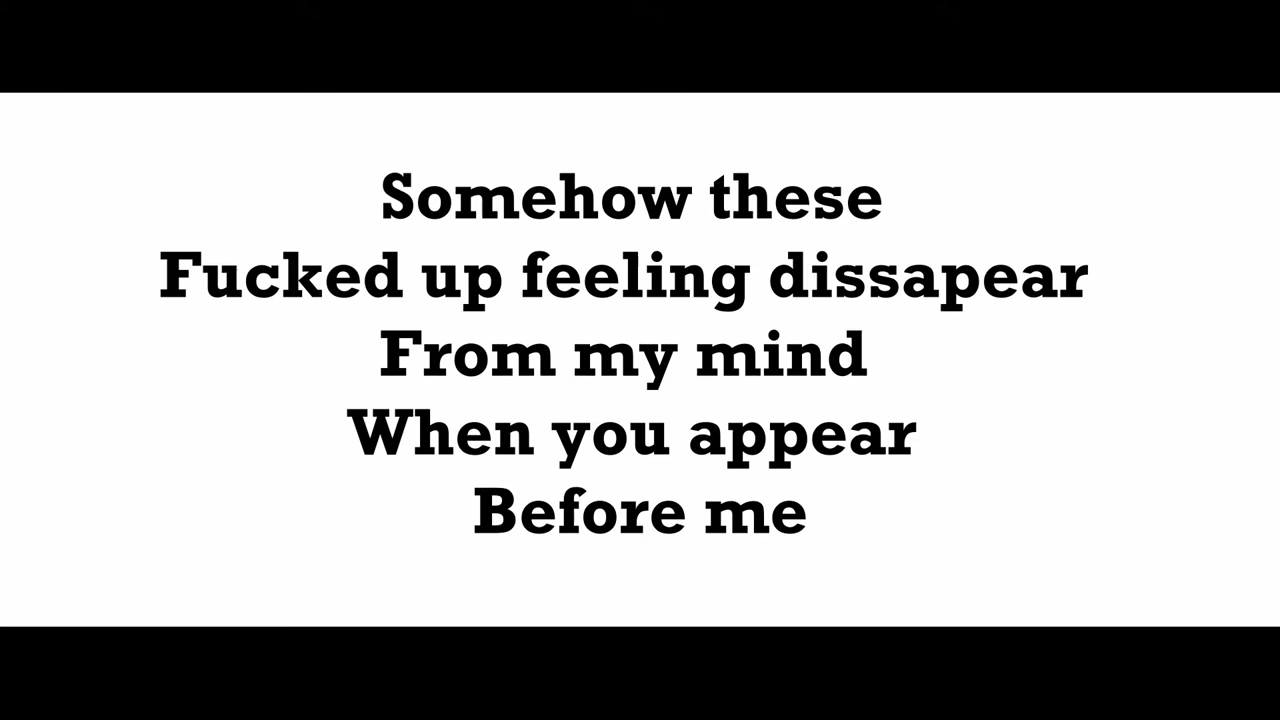 Somehow these
Fucked up feeling dissapear
From my mind
When you appear
Before me